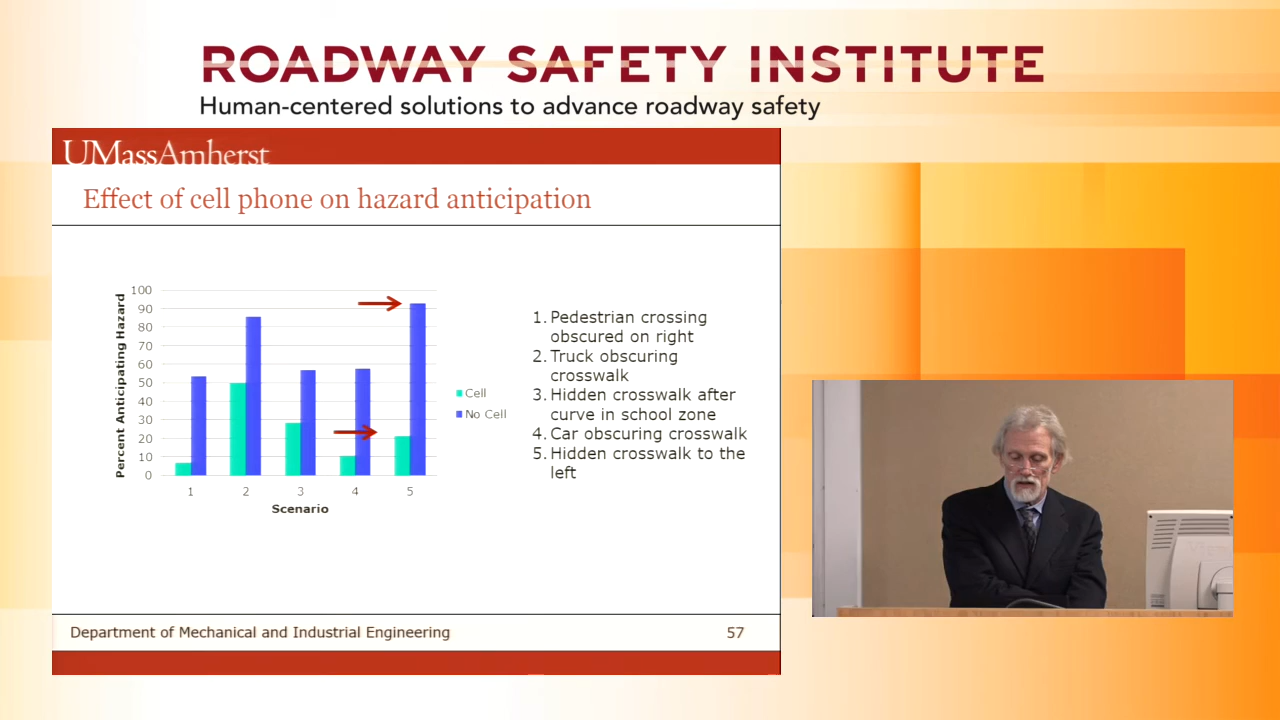 ROADWAY SAFETY INSTITUTE
Human-centered solutions to advance roadway safety
UMassAmherst
Effect of cell phone on hazard anticipation
Percent Anticipating Hazard
100
90
80
70
60
50
40
30
20
10
0
1 2 3 4 5
Scenario
Cell
No Cell
1. Pedestrian crossing
obscured on right
2. Truck obscuring
crosswalk
3. Hidden crosswalk after
curve in school zone
4. Car obscuring crosswalk
5. Hidden crosswalk to the
left
Department of Mechanical and Industrial Engineering
57